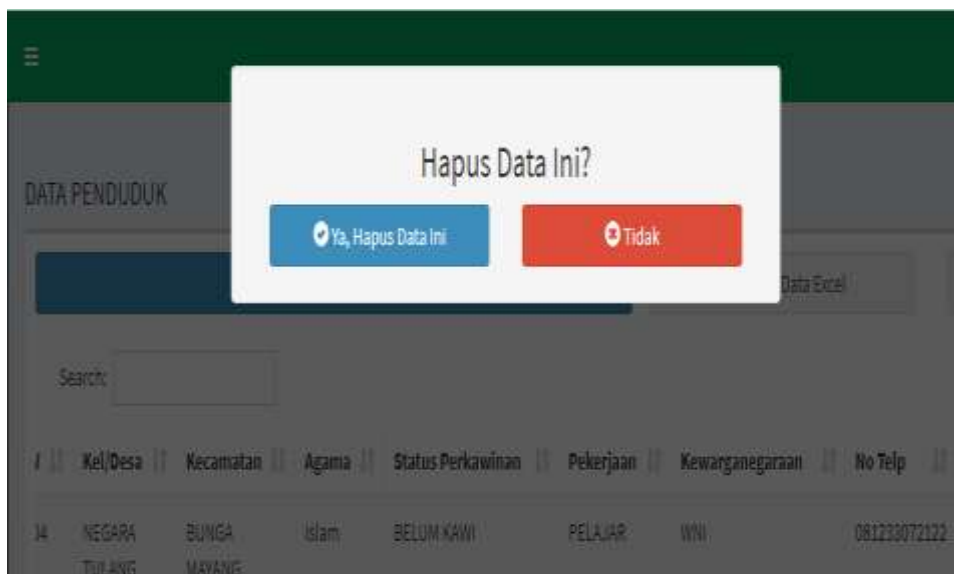 Hapus Data Ini?
DATA PENDUDUK
Ya, Hapus Data Ini
Tidak
Data Excel
Search:
Kel/Desa Kecamatan Agama Status Perkawinan Pekerjaan Kewarganegaraan No Telp
04 NEGARA BUNGA Islam BELUM KAWI PELAJAR WNI 081233072122
TULANG MAYANG